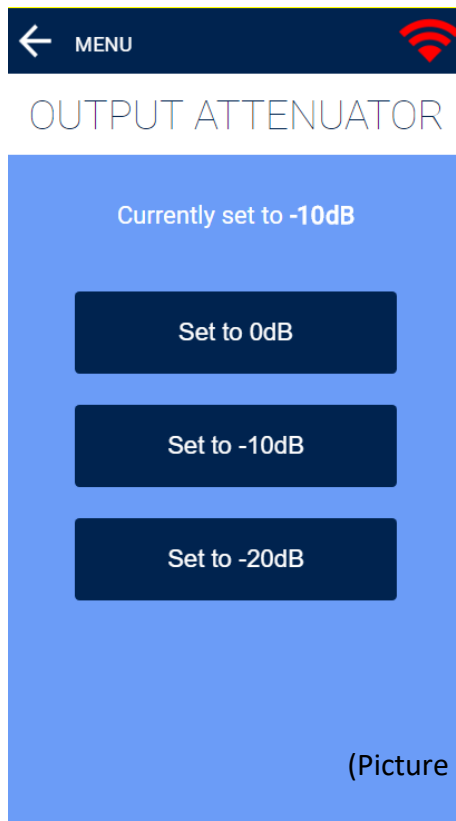 MENU
OUTPUT ATTENUATOR
Currently set to -10dB
Set to 0dB
Set to -10dB
Set to -20dB
(Picture